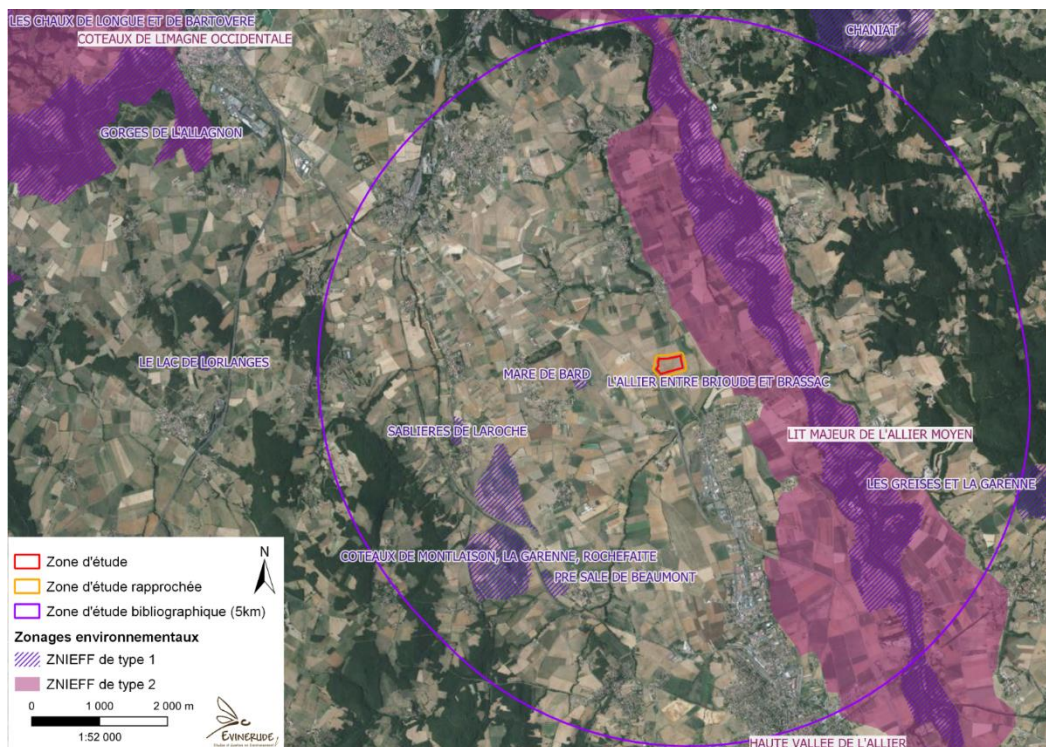 LES CHAUX DE LONGUE ET DE BARTOVERE
COTEAUX DE LIMAGNE OCCIDENTALE
CHANIAT
GORGES DE L'ALLAGNON
LE LAC DE LORLANGES
MARE DE BARD
L'ALLIER ENTRE BRIOUDE ET BRASSAC
SABLIERES DE LAROCHE
LIT MAJEUR DE L'ALLIER MOYEN
LES GREISES ET LA GARENNE
COTEAUX DE MONTLAISON, LA GARENNE, ROCHEFAITE
PRE SALE DE BEAUMONT
HAUTE VALLEE DE L'ALLIER
Zone d'étude
Zone d'étude rapprochée
Zone d'étude bibliographique (5km)
Zonages environnementaux
ZNIEFF de type 1
ZNIEFF de type 2
N
0 1 000 2 000 m
1:52 000
EVINERUDE